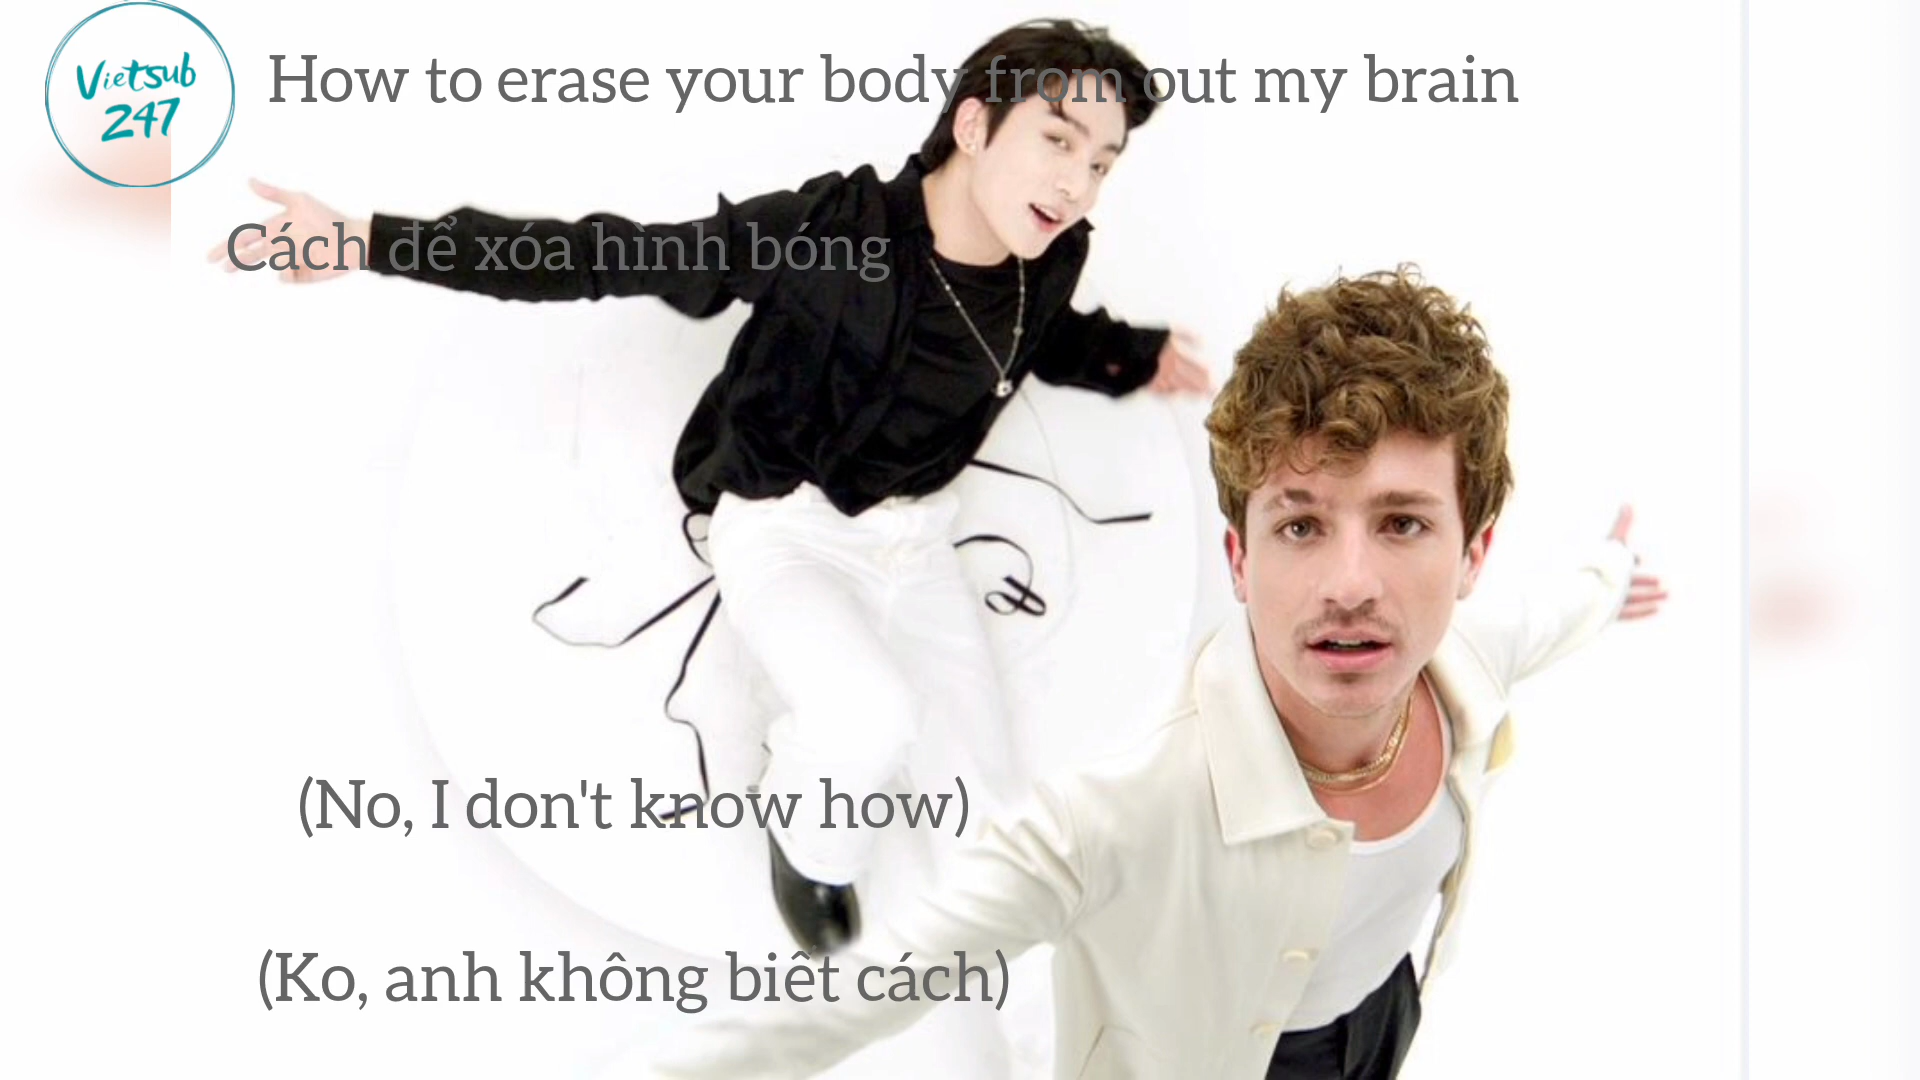 Vietsub
247
How to erase your body from out my brain
Cách để xóa hình bóng
(No, I don't know how)
(Ko, anh không biết cách)